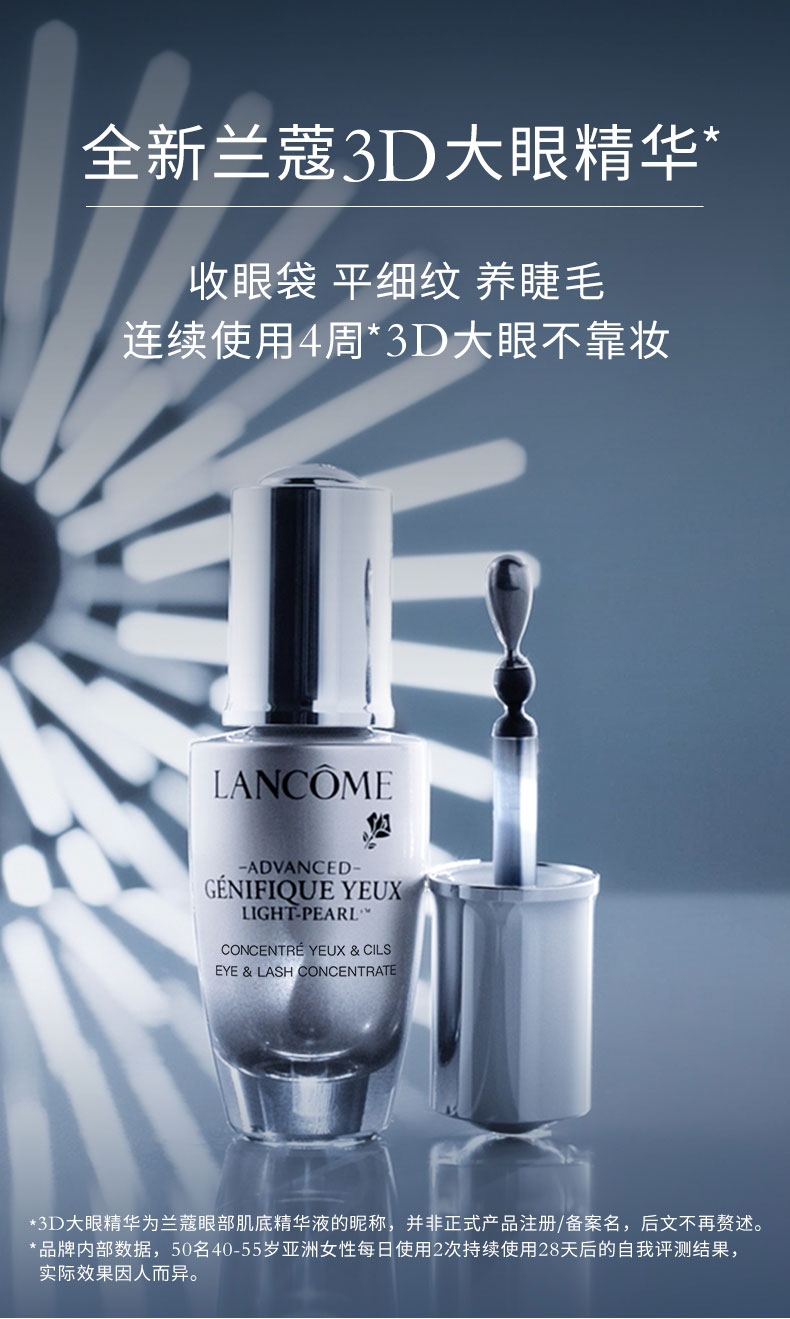 全新兰蔻3D大眼精华*
收眼袋 平细纹 养睫毛
连续使用4周*3D大眼不靠妆
LANCÔME
-ADVANCED-
GÉNIFIQUE YEUX
LIGHT-PEARL™
CONCENTRÉ YEUX & CILS
EYE & LASH CONCENTRATE
*3D大眼精华为兰蔻眼部肌底精华液的昵称，并非正式产品注册/备案名，后文不再赘述。
*品牌内部数据，50名40-55岁亚洲女性每日使用2次持续使用28天后的自我评测结果，
实际效果因人而异。